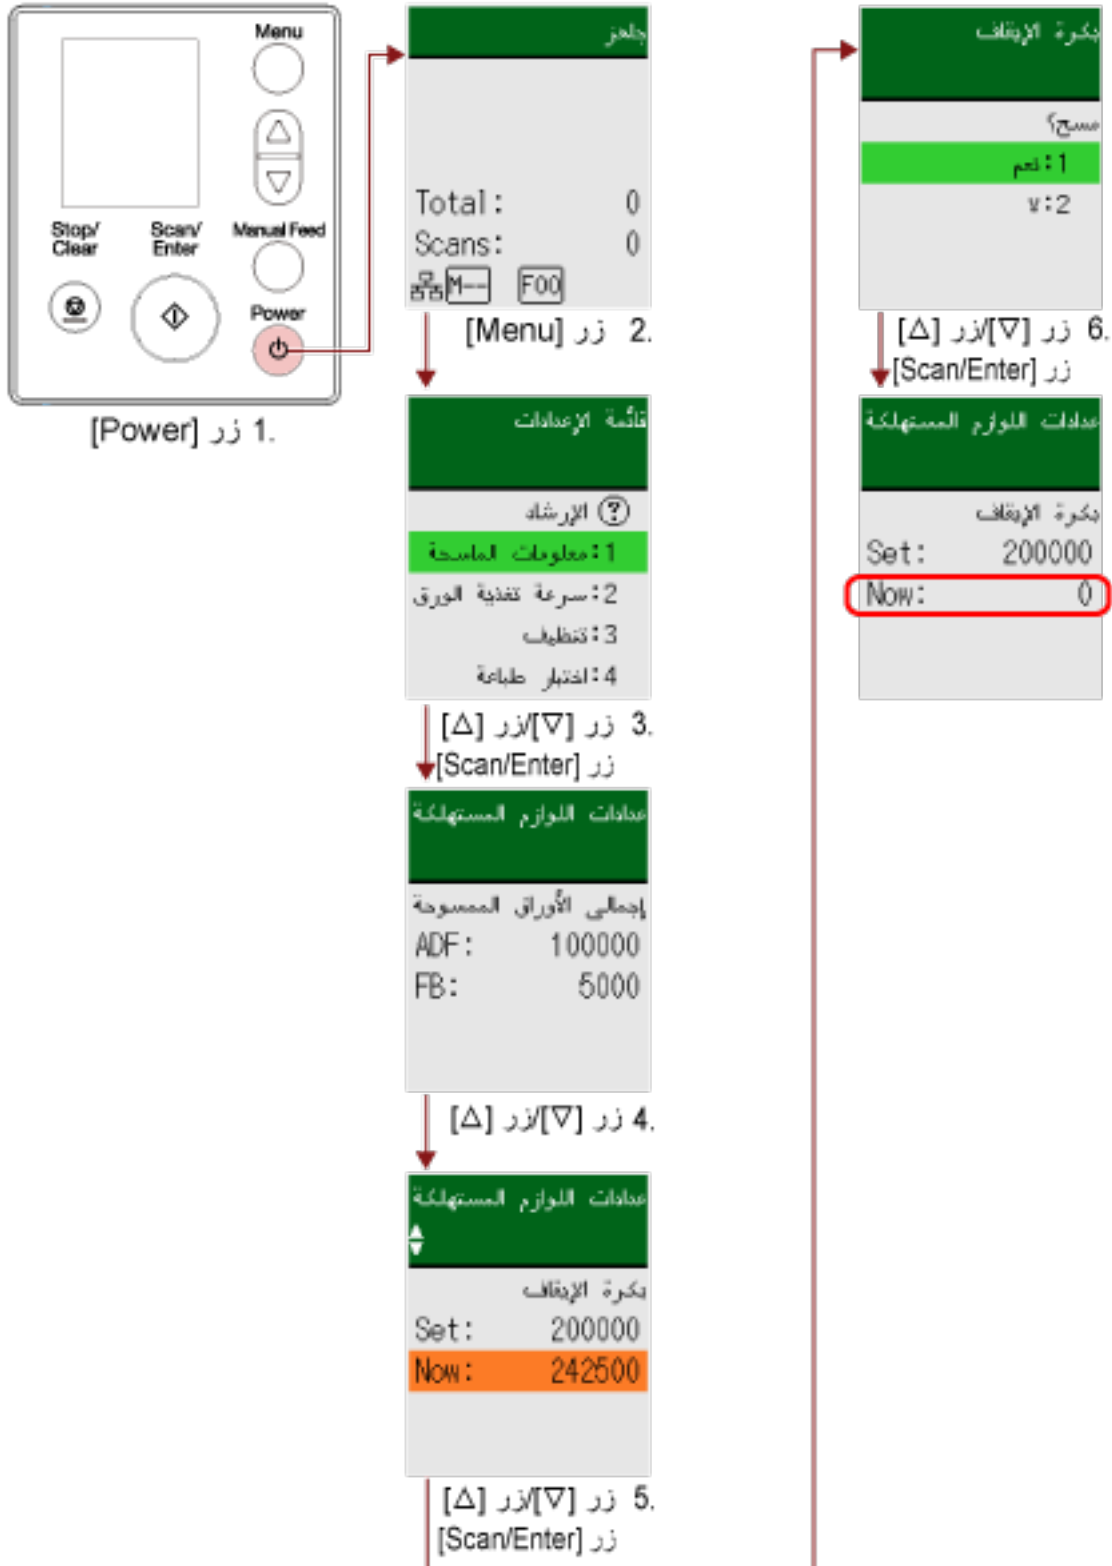 Menu
Stop/
Clear
Scan/
Enter
Manual Feed
Power
1. زر [Power]
جاهز
Total: 0
Scans: 0
M-- F00
2. زر [Menu]
قائمة الإعدادات
? الإرشاد
1:معلومات الماسحة
2:سرعة تغذية الورق
3:تنظيف
4:اختبار طباعة
3. زر [▽]/زر [△]
زر [Scan/Enter]
عدادات اللوازم المستهلكة
إجمالي الأوراق الممسوحة
ADF: 100000
FB: 5000
4. زر [▽]/زر [△]
عدادات اللوازم المستهلكة
بكرة الإيقاف
Set: 200000
Now: 242500
5. زر [▽]/زر [△]
زر [Scan/Enter]
بكرة الإيقاف
مسح؟
1:نعم
2:لا
6. زر [▽]/زر [△]
زر [Scan/Enter]
عدادات اللوازم المستهلكة
بكرة الإيقاف
Set: 200000
Now: 0